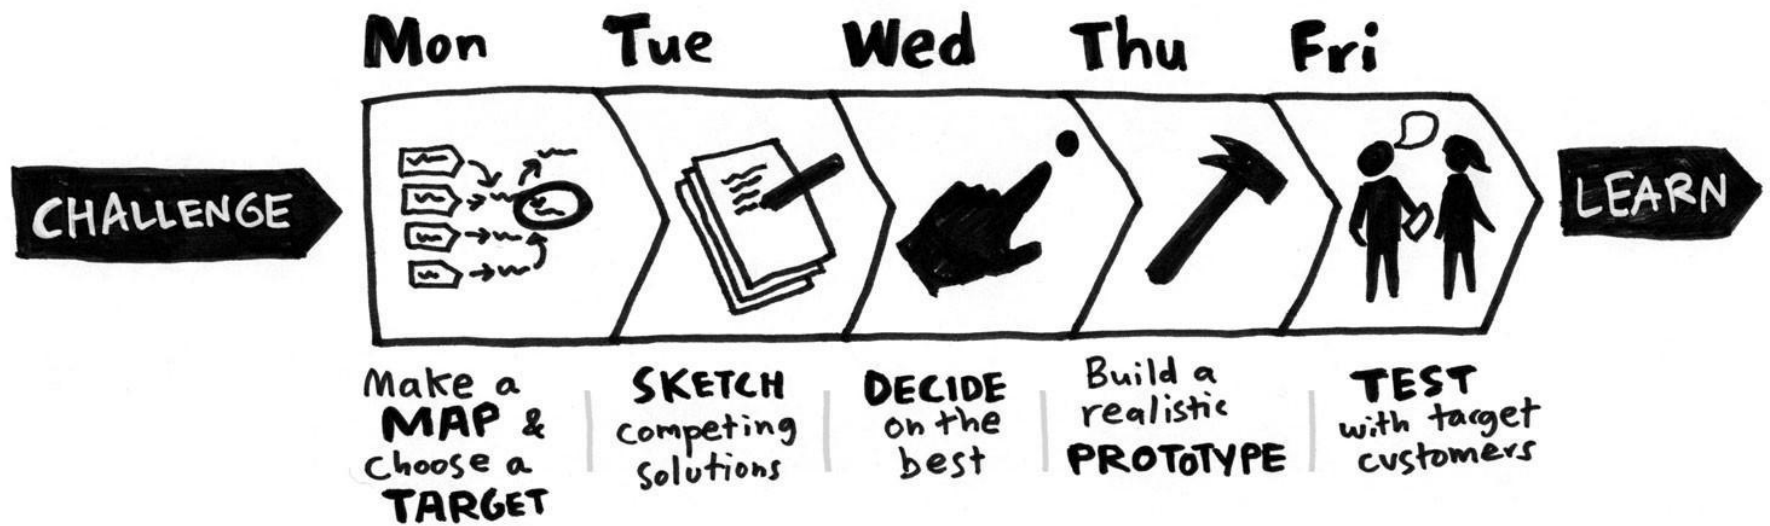 Mon
Tue
Wed
Thu
Fri
CHALLENGE
LEARN
Make a
MAP &
choose a
TARGET
SKETCH
competing
solutions
DECIDE
on the
best
Build a
realistic
PROTOTYPE
TEST
with target
customers